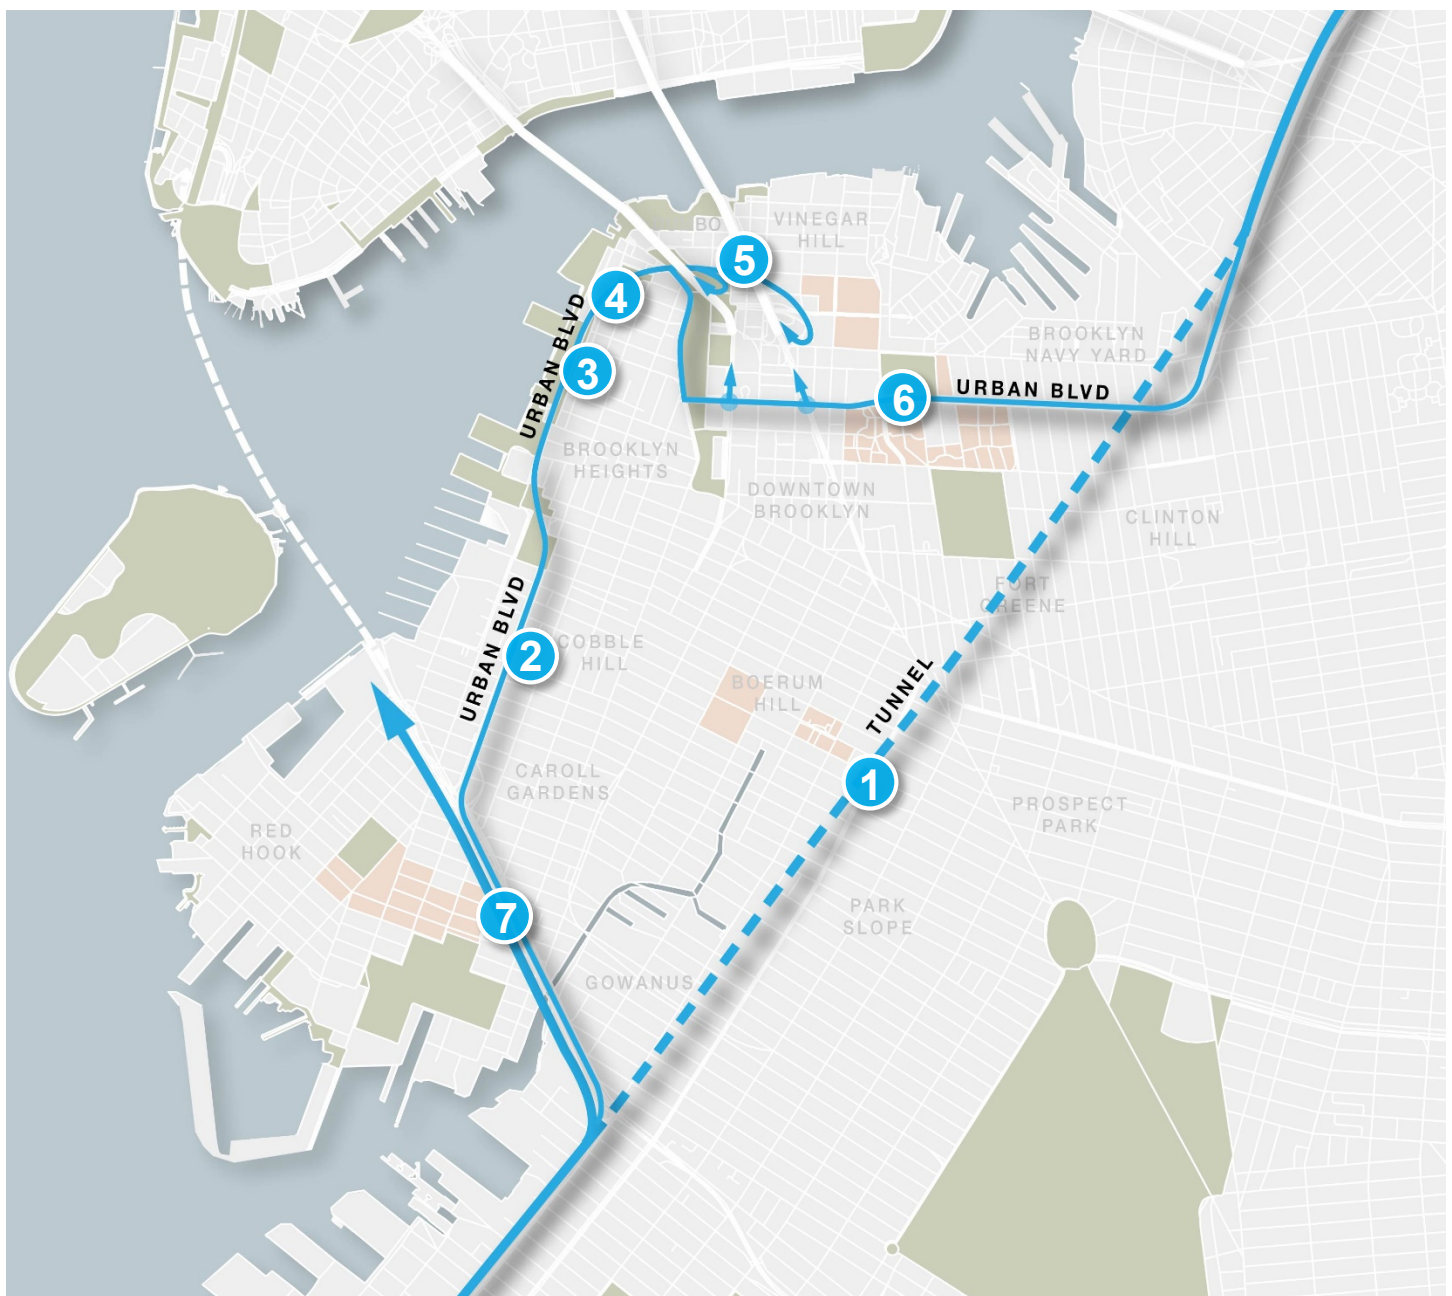 BO
VINEGAR
HILL
5
4
URBAN BLVD
3
BROOKLYN
NAVY YARD
6
URBAN BLVD
BROOKLYN
HEIGHTS
DOWNTOWN
BROOKLYN
CLINTON
HILL
FORT
GREENE
URBAN BLVD
2
COBBLE
HILL
BOERUM
HILL
TUNNEL
1
CAROLL
GARDENS
PROSPECT
PARK
RED
HOOK
7
PARK
SLOPE
GOWANUS